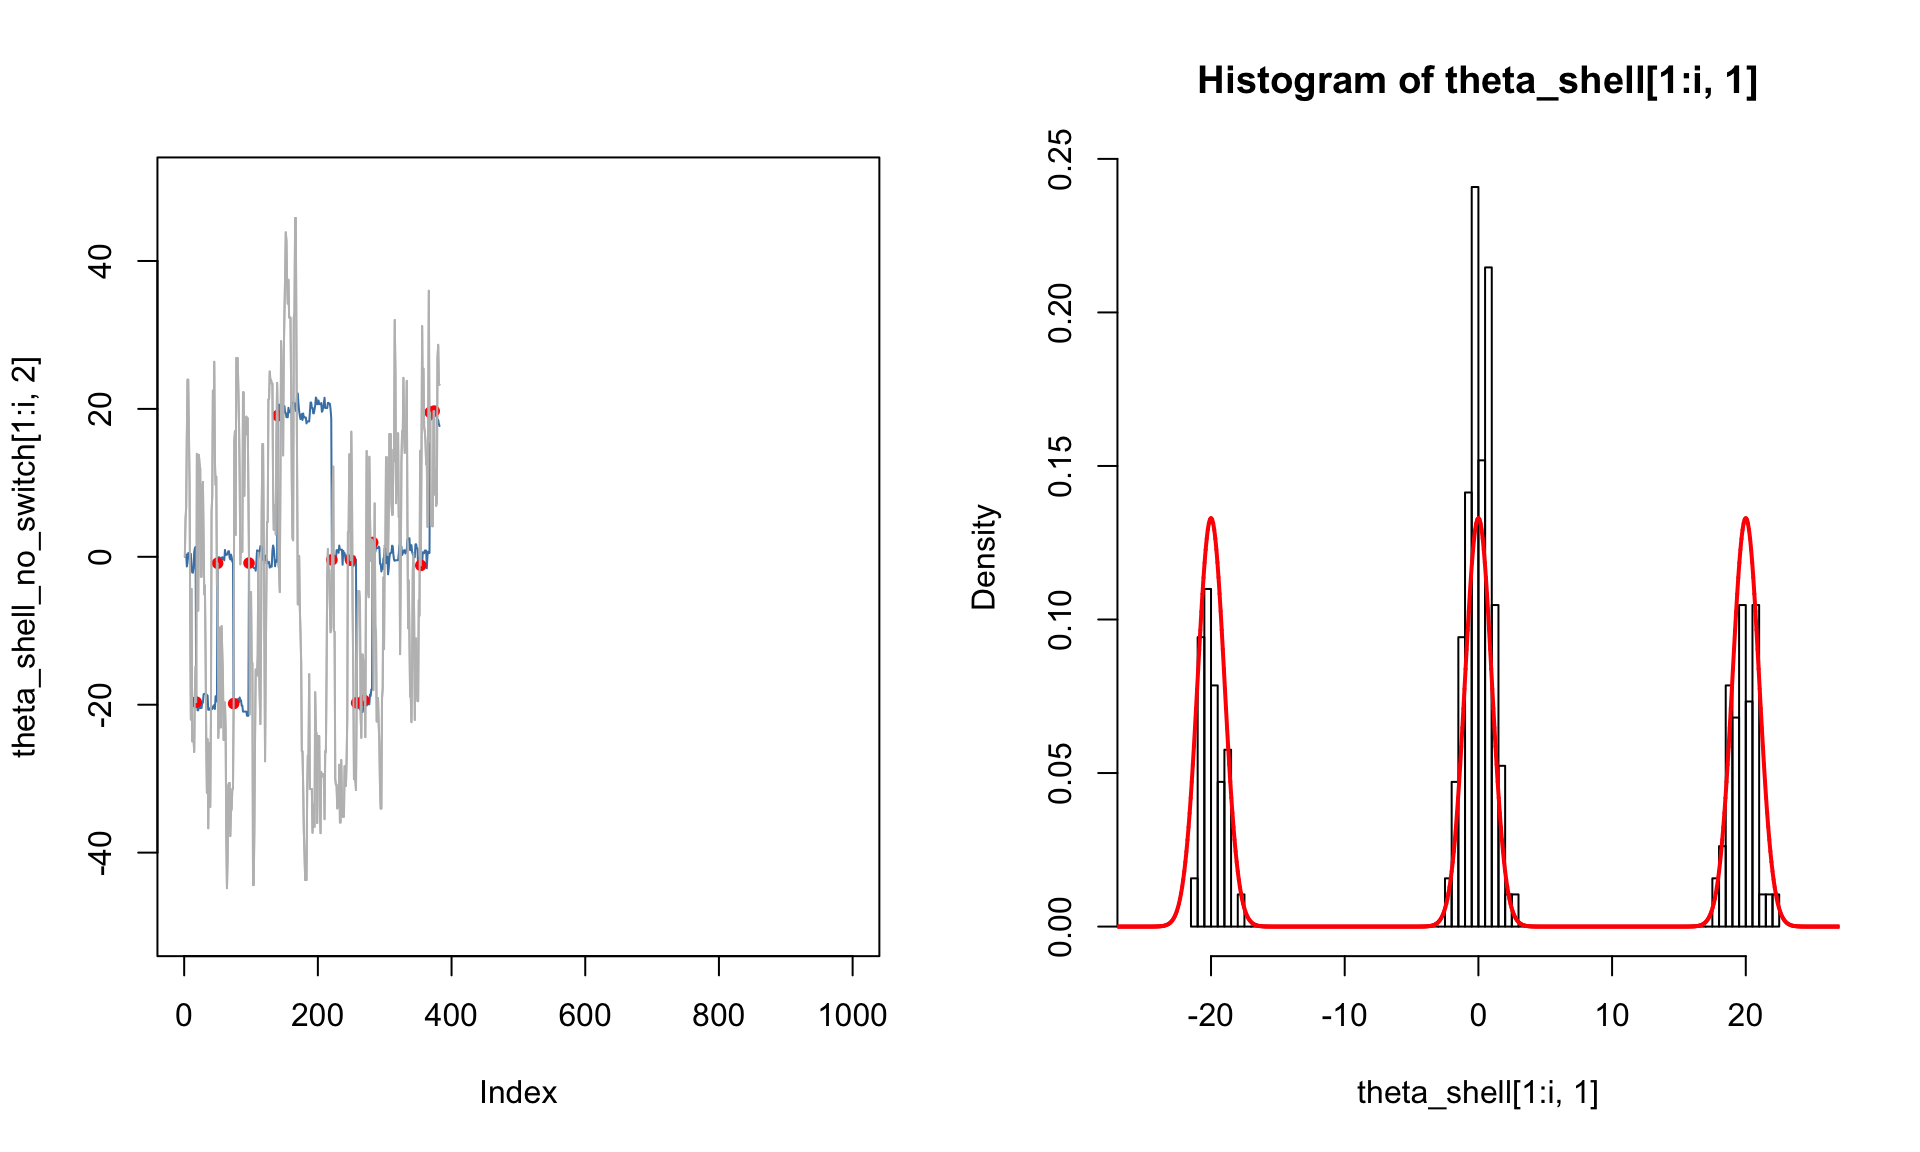 theta_shell_no_switch[1:i, 2]
40
20
0
-20
-40
0 200 400 600 800 1000
Index
Histogram of theta_shell[1:i, 1]
Density
0.25
0.20
0.15
0.10
0.05
0.00
-20 -10 0 10 20
theta_shell[1:i, 1]